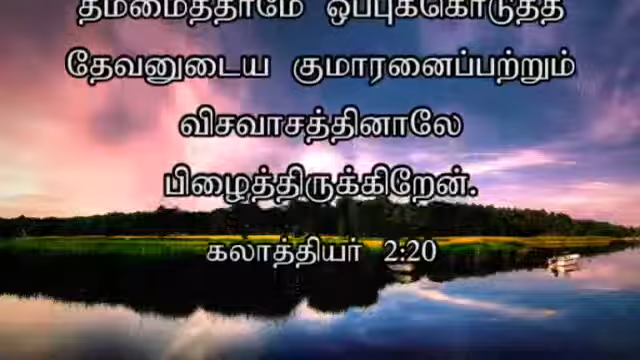 தம்மைத்தாமே ஒப்புக்கொடுத்த
தேவனுடைய குமாரனைப்பற்றும்
விசவாசத்தினாலே
பிழைத்திருக்கிறேன்.
கலாத்தியர் 2:20